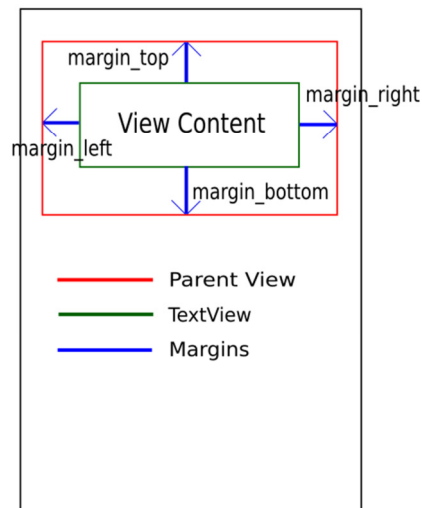 margin_top
margin_right
View Content
margin_left
margin_bottom
Parent View
TextView
Margins